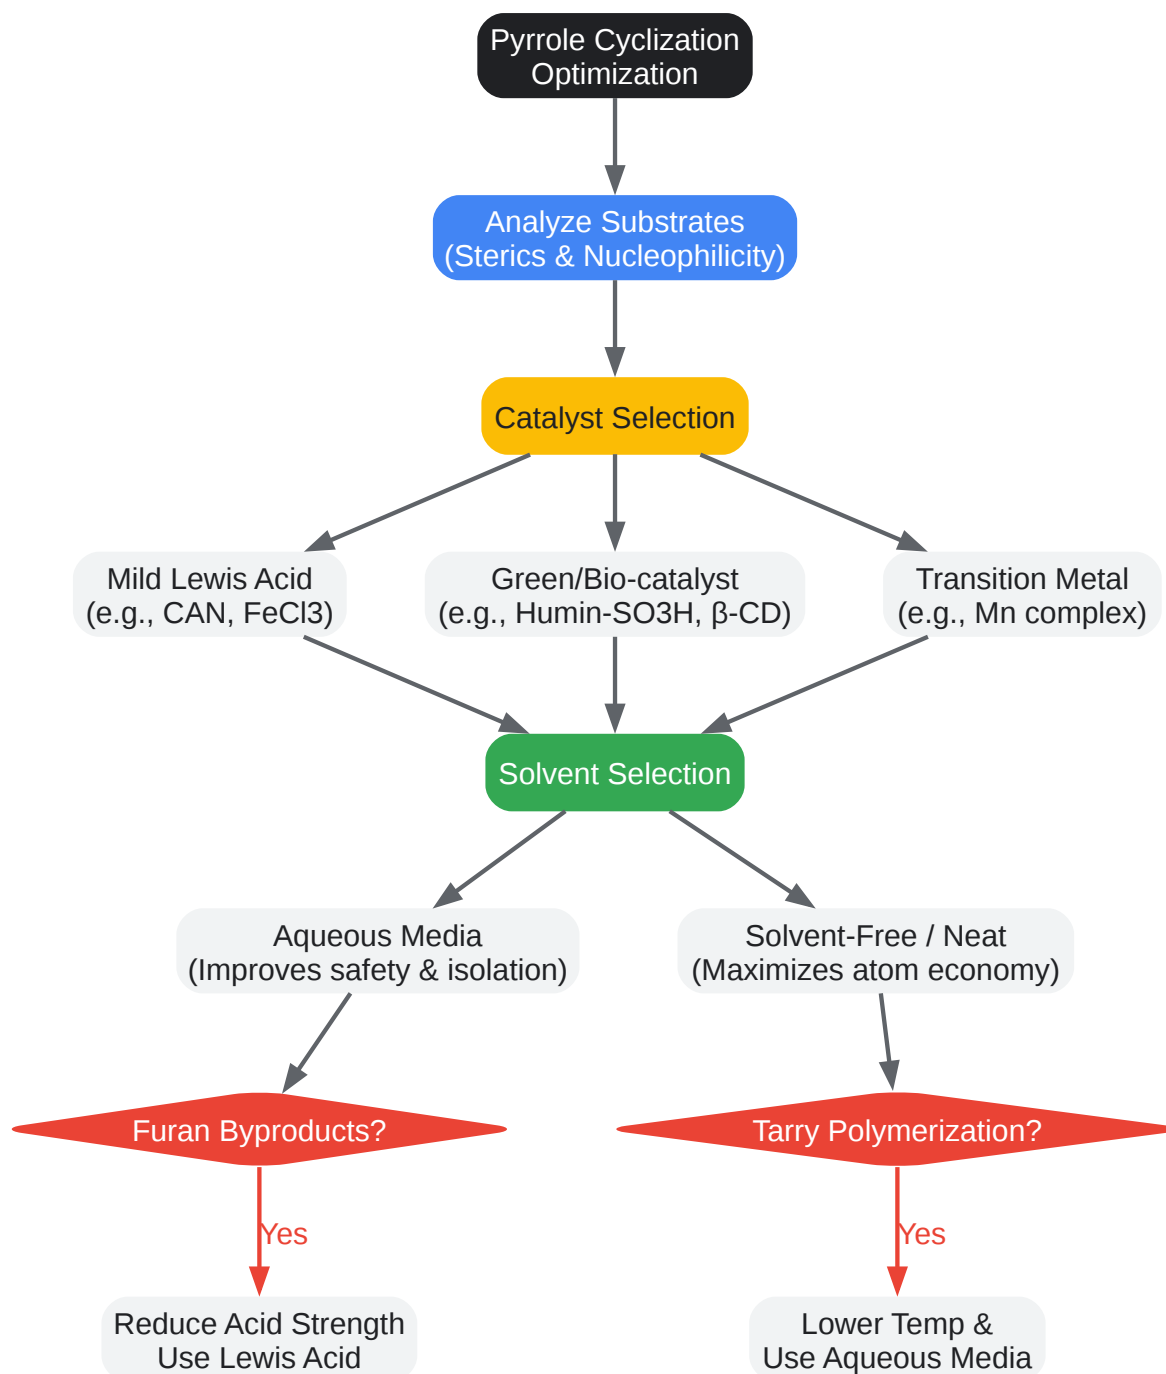 Pyrrole Cyclization
Optimization
Analyze Substrates
(Sterics & Nucleophilicity)
Catalyst Selection
Mild Lewis Acid
(e.g., CAN, FeCl3)
Green/Bio-catalyst
(e.g., Humin-SO3H, β-CD)
Transition Metal
(e.g., Mn complex)
Solvent Selection
Aqueous Media
(Improves safety & isolation)
Solvent-Free / Neat
(Maximizes atom economy)
Furan Byproducts?
Tarry Polymerization?
Yes
Yes
Reduce Acid Strength
Use Lewis Acid
Lower Temp &
Use Aqueous Media